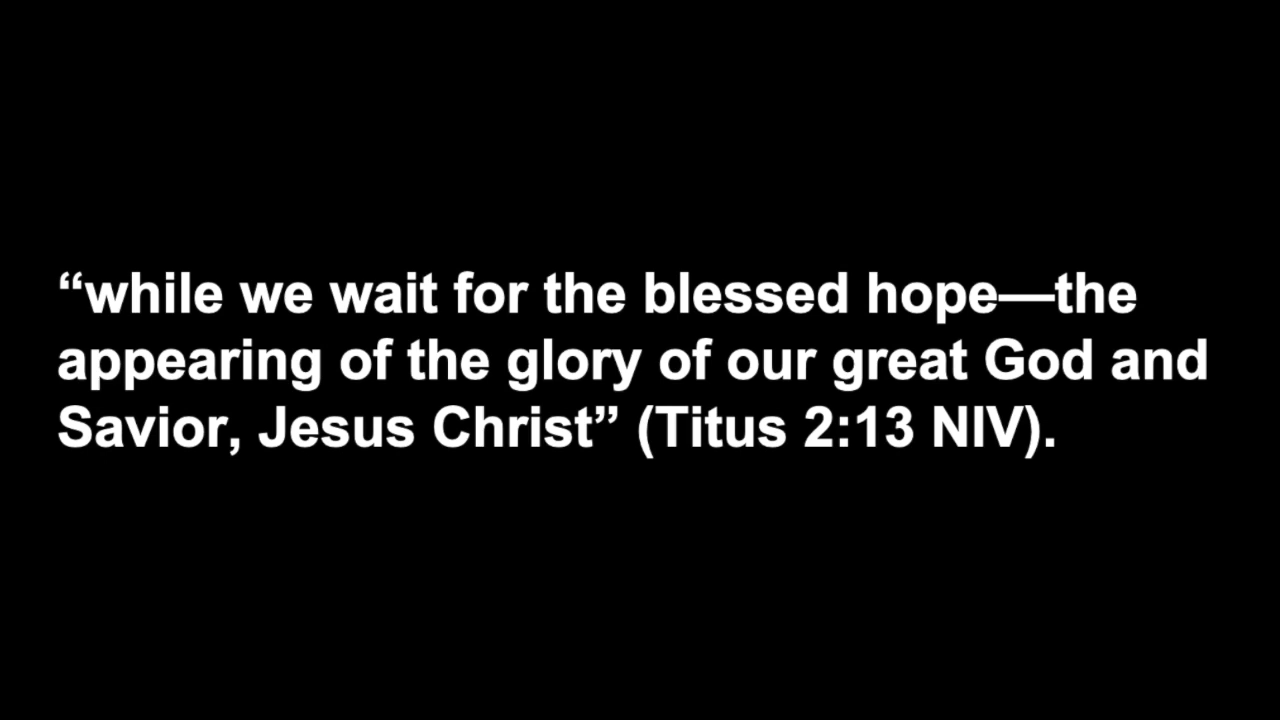 “while we wait for the blessed hope—the
appearing of the glory of our great God and
Savior, Jesus Christ” (Titus 2:13 NIV).